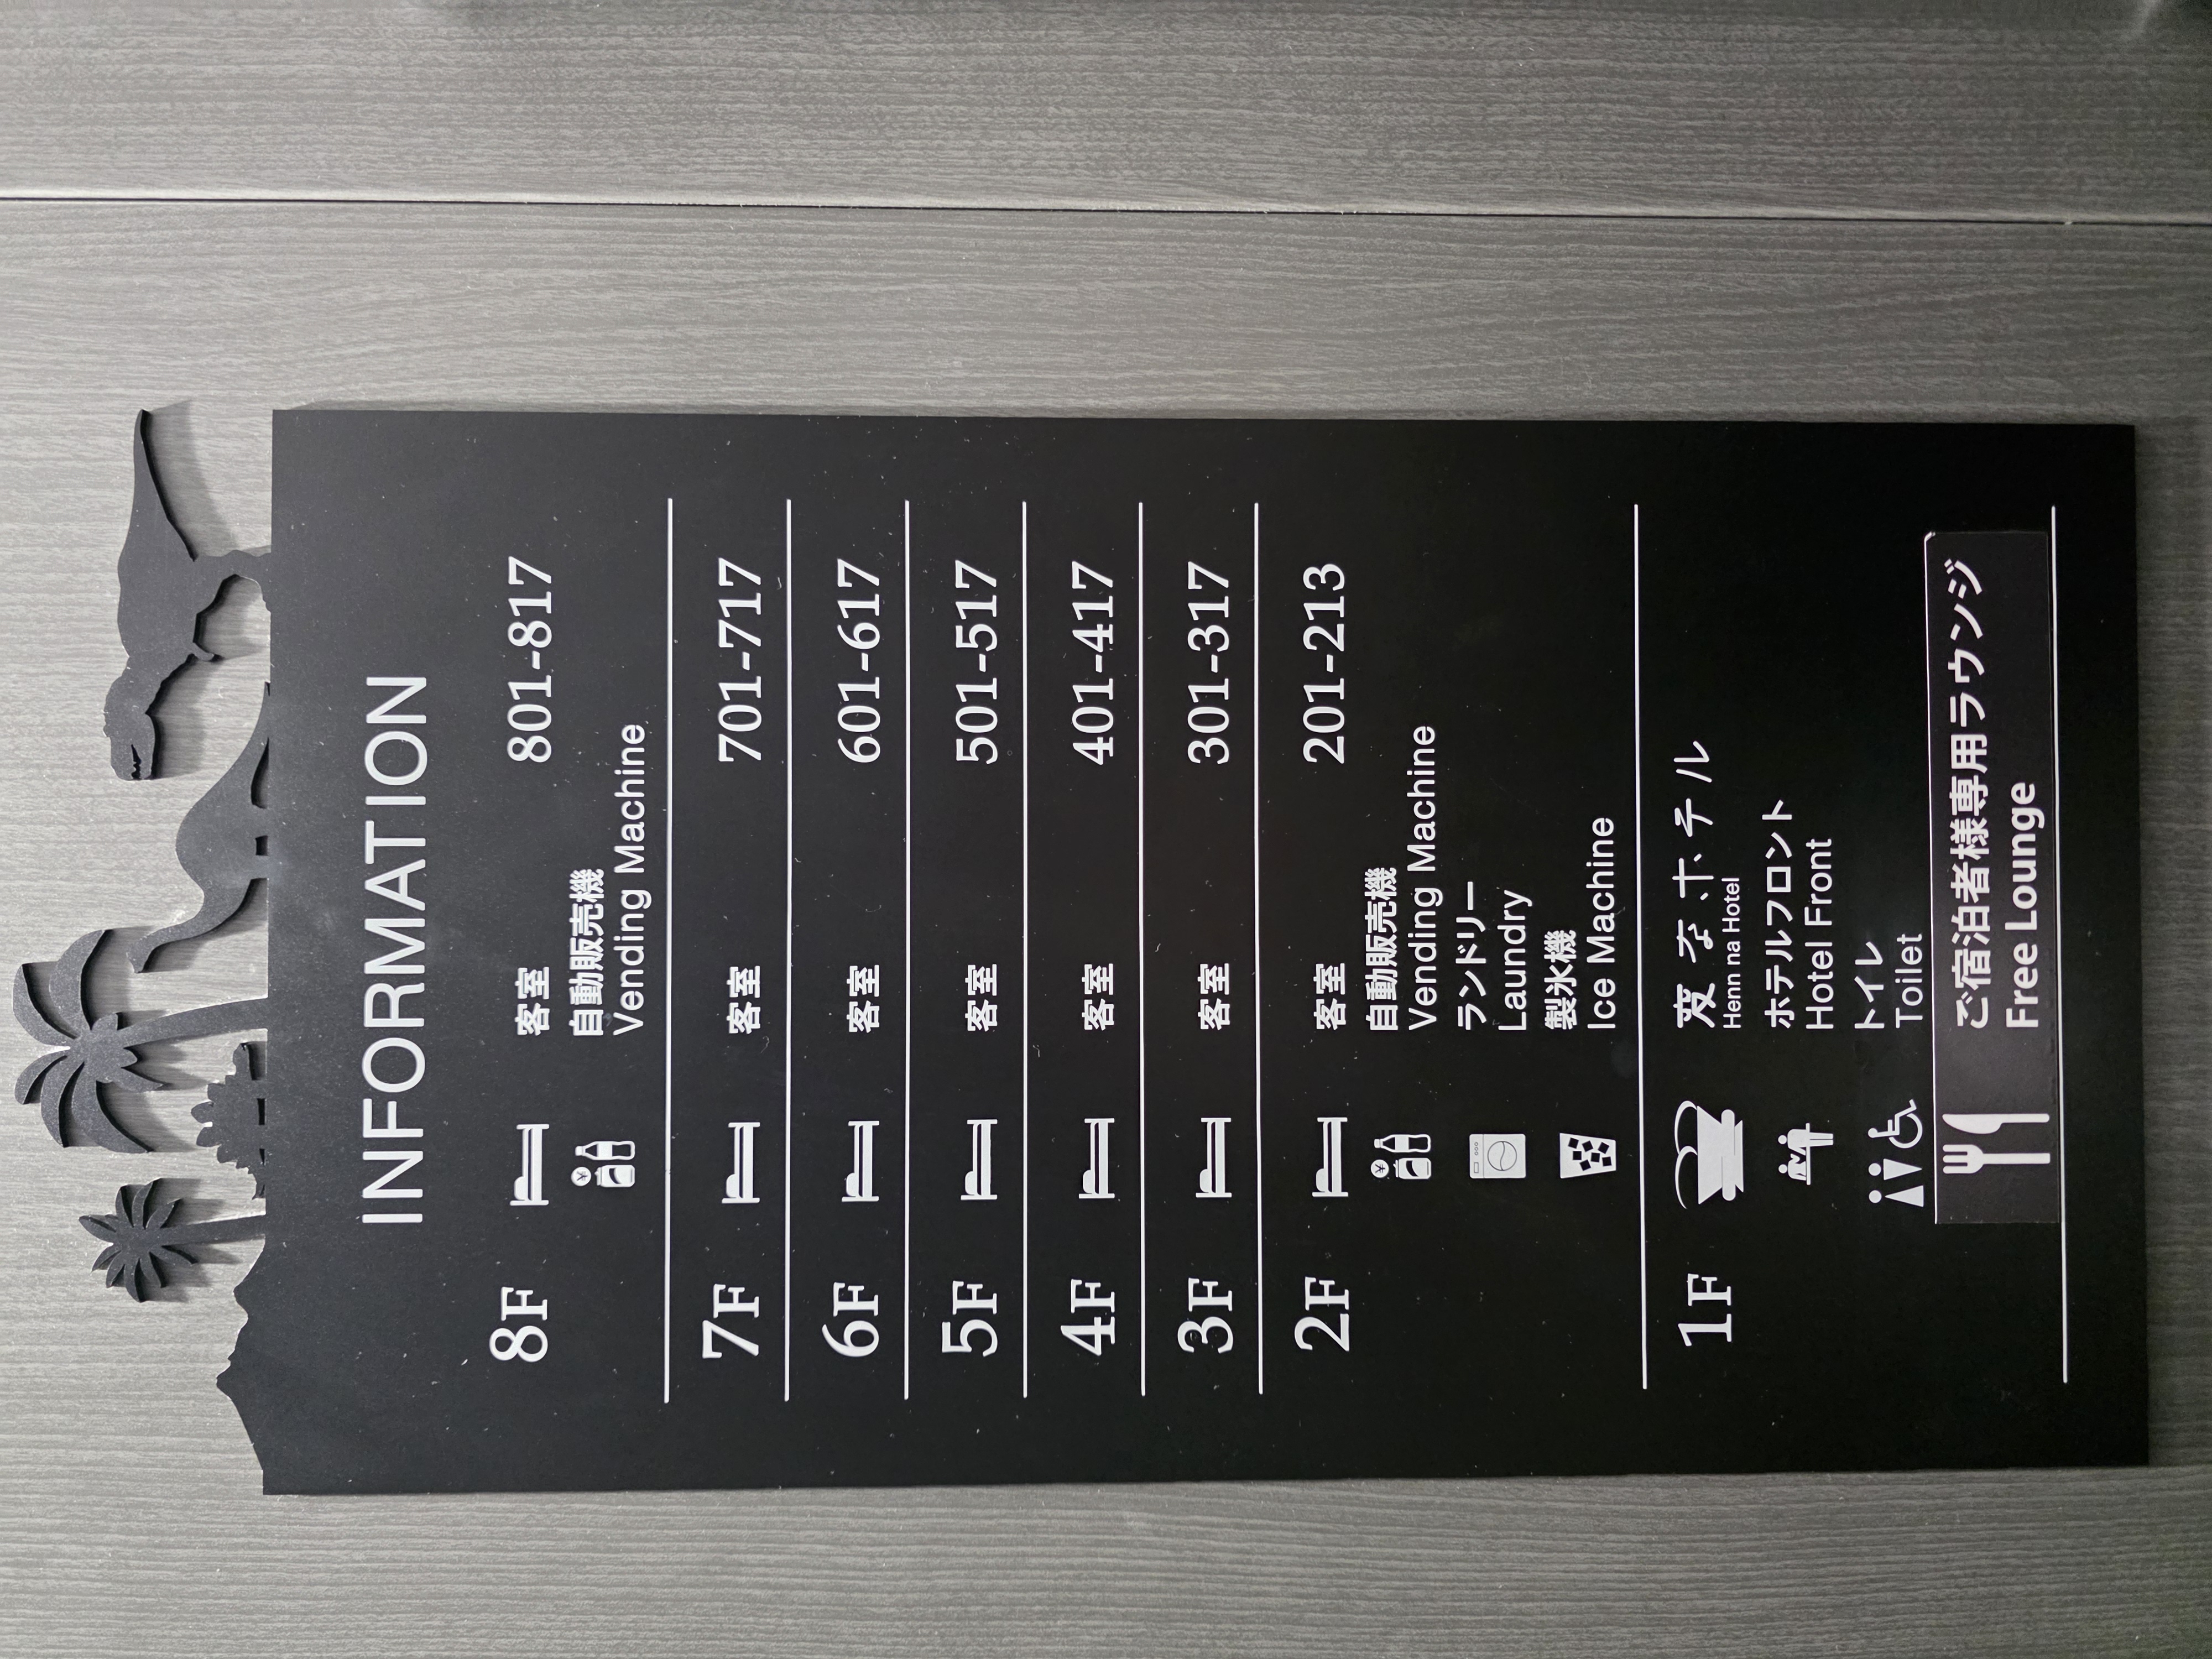 INFORMATION
8F 客室 801-817
自動販売機
Vending Machine
7F 客室 701-717
6F 客室 601-617
5F 客室 501-517
4F 客室 401-417
3F 客室 301-317
2F 客室 201-213
自動販売機
Vending Machine
ランドリー
Laundry
製氷機
Ice Machine
1F 変なホテル
Henn na Hotel
ホテルフロント
Hotel Front
トイレ
Toilet
ご宿泊者様専用ラウンジ
Free Lounge